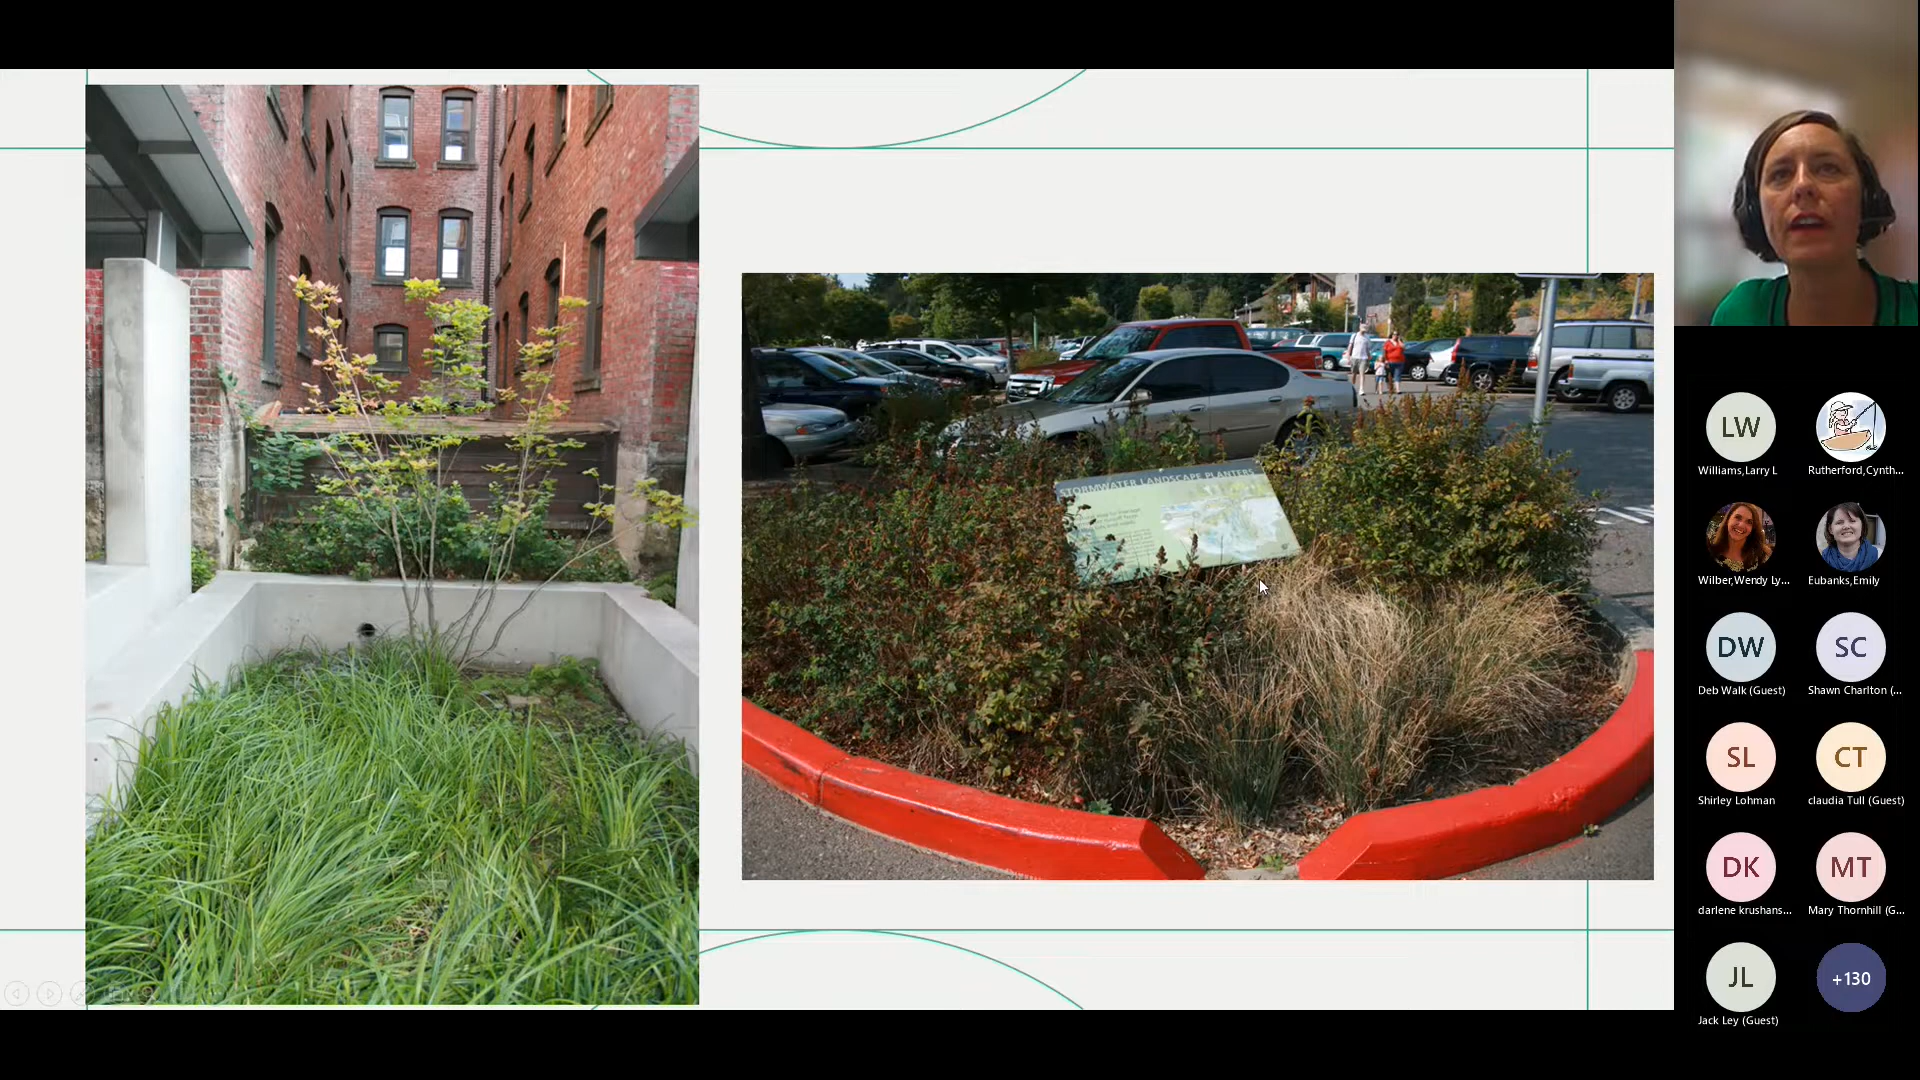 STORMWATER LANDSCAPE PLANTERS
LW
Williams,Larry L
Rutherford,Cynth...
Wilber,Wendy Ly...
Eubanks,Emily
DW
SC
Deb Walk (Guest)
Shawn Charlton (...
SL
CT
Shirley Lohman
claudia Tull (Guest)
DK
MT
darlene krushans...
Mary Thornhill (G...
JL
+130
Jack Ley (Guest)